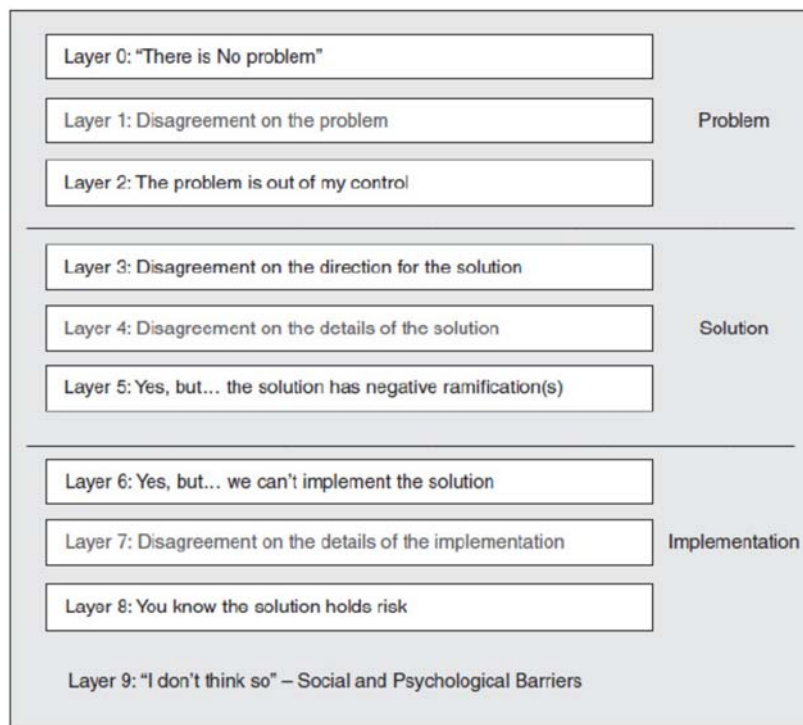 Layer 0: “There is No problem”
Layer 1: Disagreement on the problem
Problem
Layer 2: The problem is out of my control
Layer 3: Disagreement on the direction for the solution
Layer 4: Disagreement on the details of the solution
Solution
Layer 5: Yes, but... the solution has negative ramification(s)
Layer 6: Yes, but... we can’t implement the solution
Layer 7: Disagreement on the details of the implementation
Implementation
Layer 8: You know the solution holds risk
Layer 9: “I don’t think so” – Social and Psychological Barriers